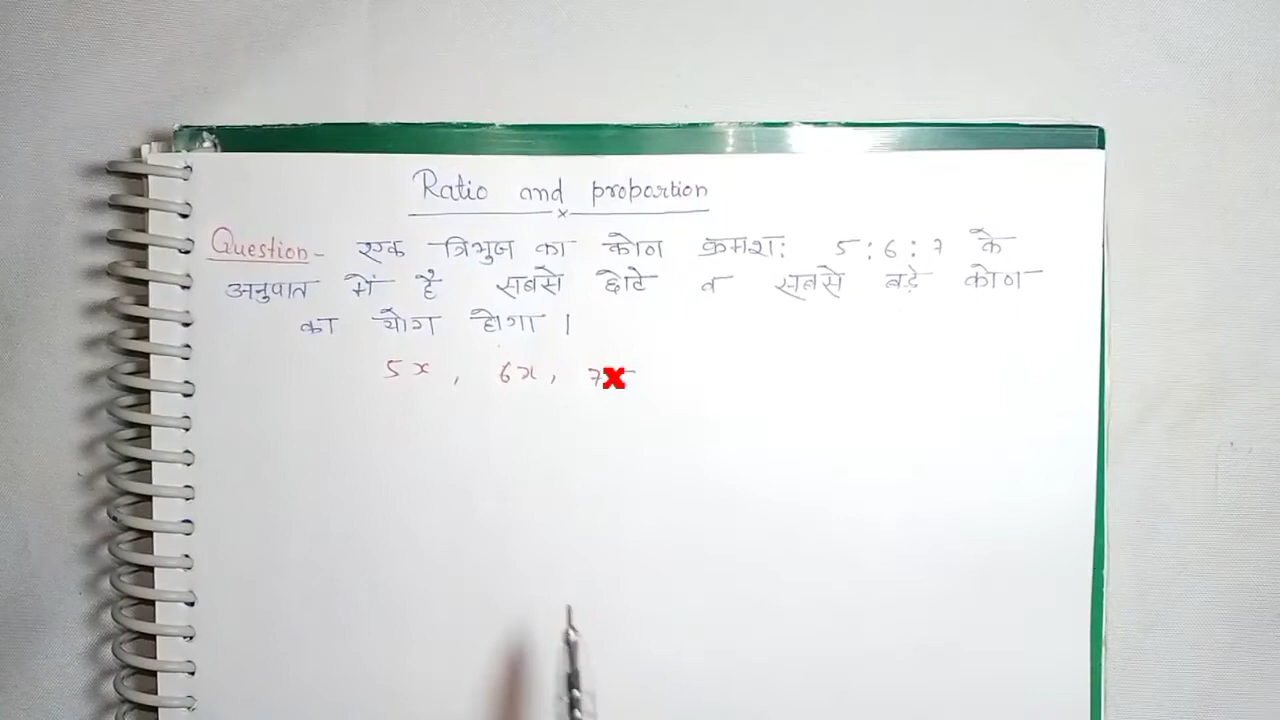 Ratio and proportion
Question - एक त्रिभुज का कोण क्रमश: 5 : 6 : 7 के
अनुपात में है सबसे छोटे व सबसे बड़े कोण
का योग होगा ।
5x , 6x , 7x